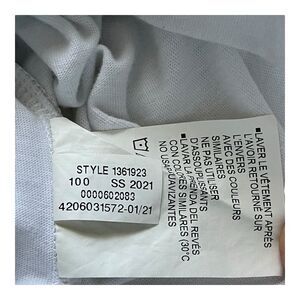 STYLE 1361923
100 SS 2021
0000602083
4206031572-01/21
■LAVER LE VÊTEMENT APRÈS
L'AVOIR RETOURNÉ SUR
L'ENVERS
AVEC DES COULEURS
SIMILAIRES
NE PAS UTILISER
D'ASSOUPLISSANTS
■LAVAR LA PRENDA DEL REVÉS
CON COLORES SIMILARES (30°C
NO USAR SUAVIZANTES